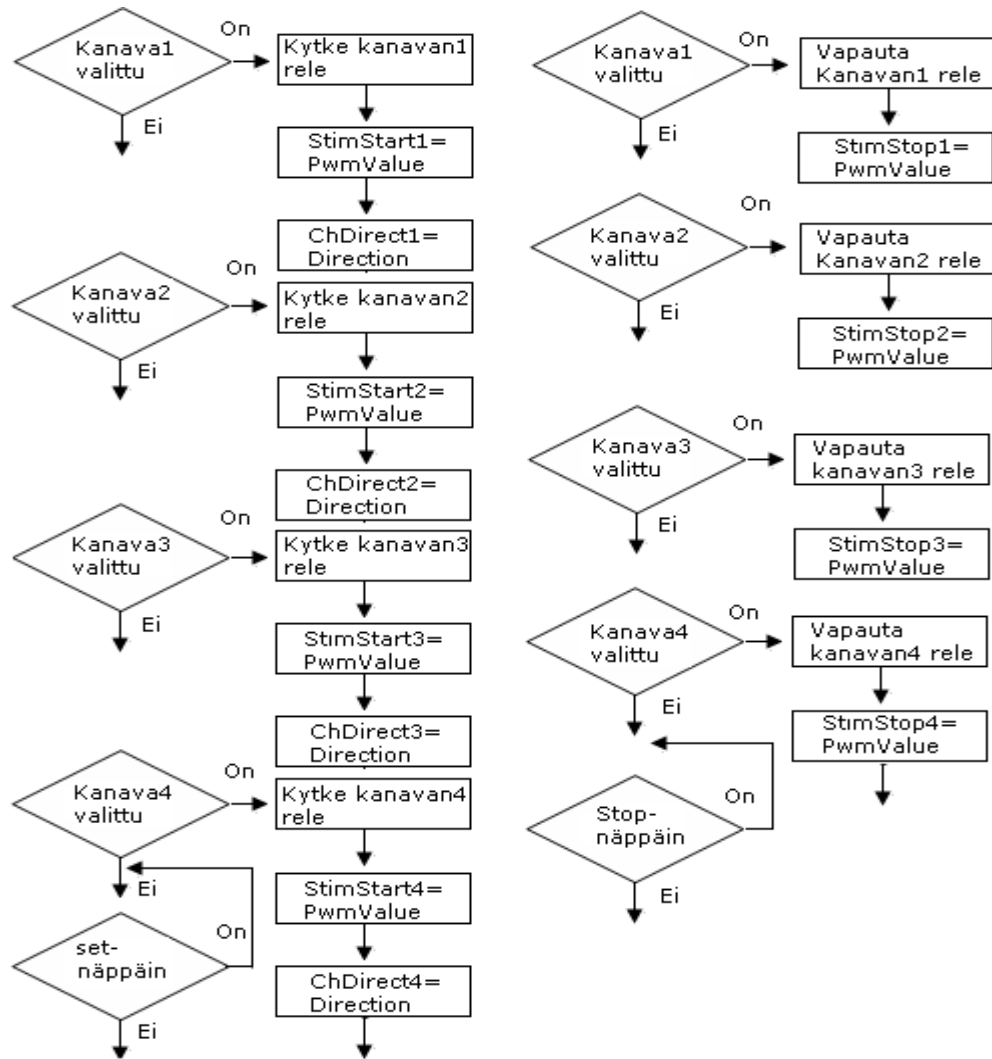 On
Kanava1
valittu
Kytke kanavan1
rele
Ei
StimStart1=
PwmValue
ChDirect1=
Direction
On
Kanava2
valittu
Kytke kanavan2
rele
Ei
StimStart2=
PwmValue
ChDirect2=
Direction
On
Kanava3
valittu
Kytke kanavan3
rele
Ei
StimStart3=
PwmValue
ChDirect3=
Direction
On
Kanava4
valittu
Kytke kanavan4
rele
Ei
StimStart4=
PwmValue
On
set-
näppäin
ChDirect4=
Direction
Ei
On
Kanava1
valittu
Vapauta
Kanavan1 rele
Ei
StimStop1=
PwmValue
On
Kanava2
valittu
Vapauta
Kanavan2 rele
Ei
StimStop2=
PwmValue
On
Kanava3
valittu
Vapauta
kanavan3 rele
Ei
StimStop3=
PwmValue
On
Kanava4
valittu
Vapauta
kanavan4 rele
Ei
StimStop4=
PwmValue
On
Stop-
näppäin
Ei